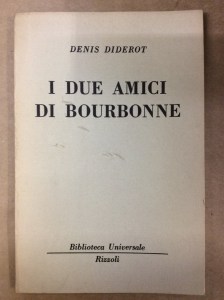 DENIS DIDEROT
I DUE AMICI
DI BOURBONNE
Biblioteca Universale
Rizzoli